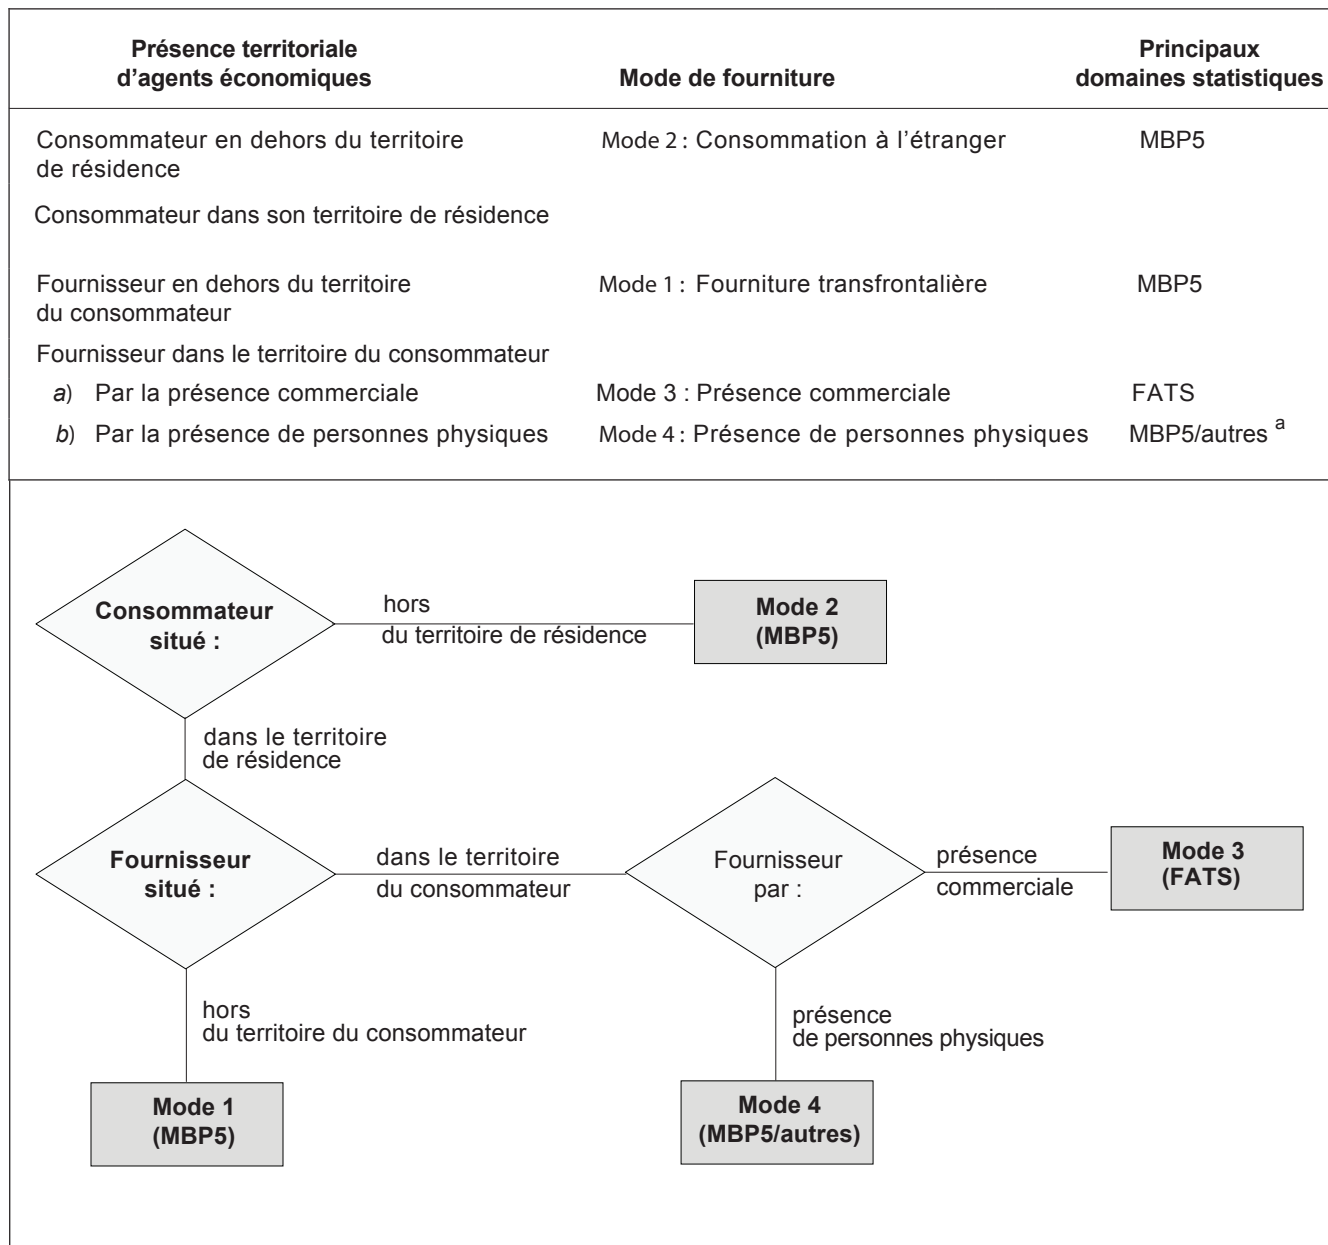 Présence territoriale
d'agents économiques
Mode de fourniture
Principaux
domaines statistiques
Consommateur en dehors du territoire
de résidence
Mode 2 : Consommation à l'étranger
MBP5
Consommateur dans son territoire de résidence
Fournisseur en dehors du territoire
du consommateur
Mode 1 : Fourniture transfrontalière
MBP5
Fournisseur dans le territoire du consommateur
a) Par la présence commerciale
Mode 3 : Présence commerciale
FATS
b) Par la présence de personnes physiques
Mode 4 : Présence de personnes physiques
MBP5/autres a
Consommateur
situé :
hors
du territoire de résidence
Mode 2
(MBP5)
dans le territoire
de résidence
Fournisseur
situé :
dans le territoire
du consommateur
Fournisseur
par :
présence
commerciale
Mode 3
(FATS)
hors
du territoire du consommateur
présence
de personnes physiques
Mode 1
(MBP5)
Mode 4
(MBP5/autres)